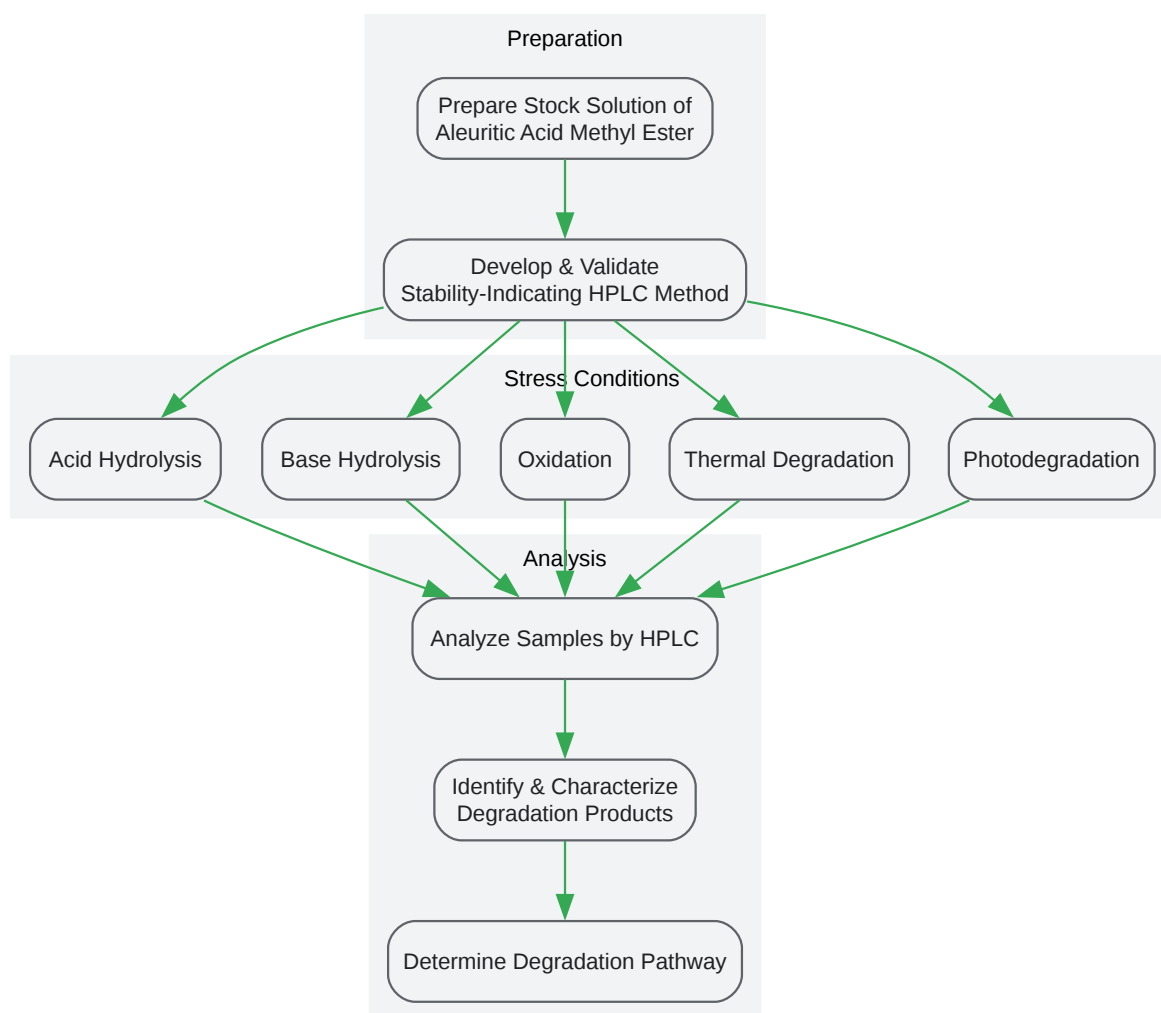 Preparation
Prepare Stock Solution of
Aleuritic Acid Methyl Ester
Develop & Validate
Stability-Indicating HPLC Method
Stress Conditions
Acid Hydrolysis
Base Hydrolysis
Oxidation
Thermal Degradation
Photodegradation
Analysis
Analyze Samples by HPLC
Identify & Characterize
Degradation Products
Determine Degradation Pathway